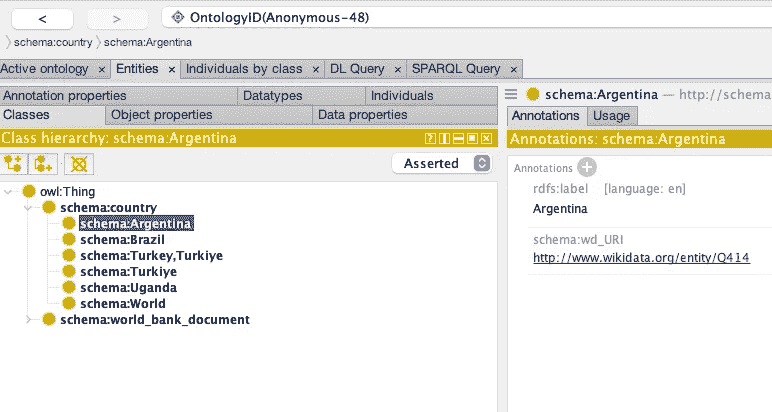 < > OntologyID(Anonymous-48)
schema:country schema:Argentina
Active ontology × Entities × Individuals by class × DL Query × SPARQL Query ×
Annotation properties Datatypes Individuals
Classes Object properties Data properties
Class hierarchy: schema:Argentina
Asserted
owl:Thing
schema:country
schema:Argentina
schema:Brazil
schema:Turkey,Turkiye
schema:Turkiye
schema:Uganda
schema:World
schema:world_bank_document
schema:Argentina — http://schema
Annotations Usage
Annotations: schema:Argentina
Annotations
rdfs:label [language: en]
Argentina
schema:wd_URI
http://www.wikidata.org/entity/Q414